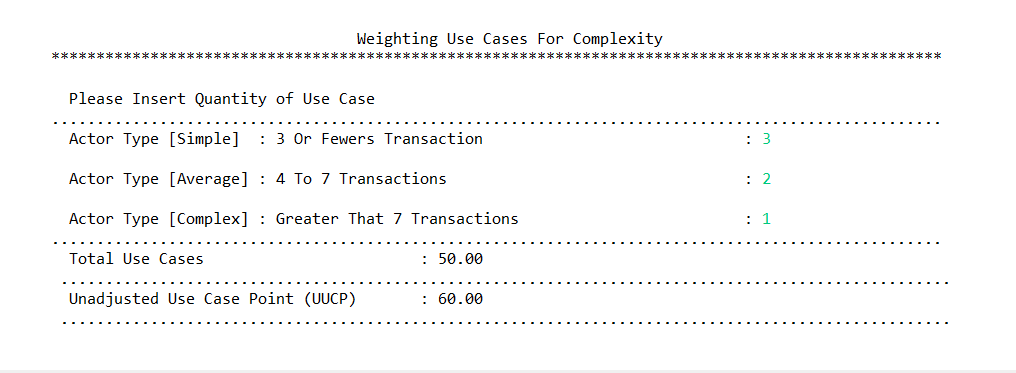 Weighting Use Cases For Complexity
***************************************************************************************************
Please Insert Quantity of Use Case
...................................................................................................
Actor Type [Simple]  : 3 Or Fewers Transaction : 3
Actor Type [Average] : 4 To 7 Transactions : 2
Actor Type [Complex] : Greater That 7 Transactions : 1
...................................................................................................
Total Use Cases : 50.00
...................................................................................................
Unadjusted Use Case Point (UUCP) : 60.00
...................................................................................................